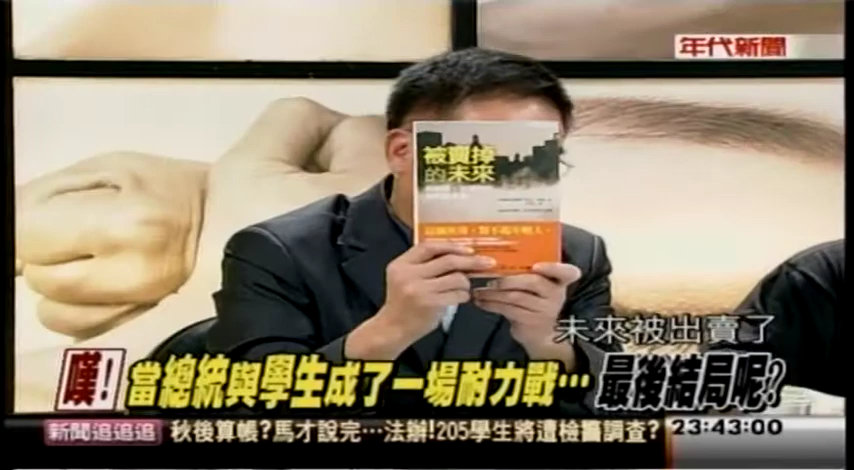 年代新聞
被賣掉
的未來
未來被出賣了
嘆!
當總統與學生成了一場耐力戰…
最後結局呢?
新聞追追追
秋後算帳?馬才說完…法辦!205學生將遭檢警調查?
23:43:00